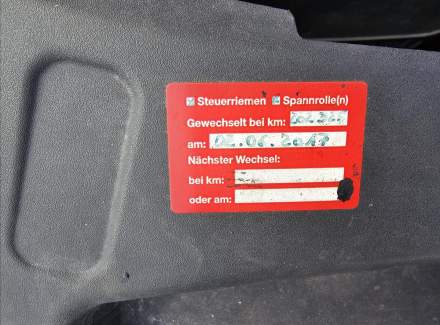 Steuerriemen Spannrolle(n)
Gewechselt bei km:
am: 02.06.2017
Nächster Wechsel:
bei km:
oder am: